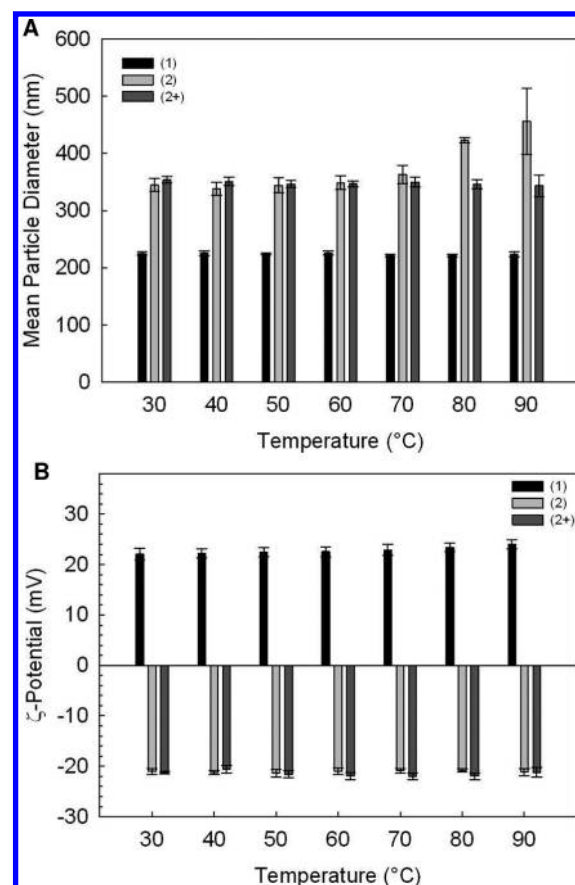 A
600
500
400
300
200
100
0
Mean Particle Diameter (nm)
(1)
(2)
(2+)
30 40 50 60 70 80 90
Temperature (°C)
B
30
20
10
0
-10
-20
-30
ζ-Potential (mV)
(1)
(2)
(2+)
30 40 50 60 70 80 90
Temperature (°C)